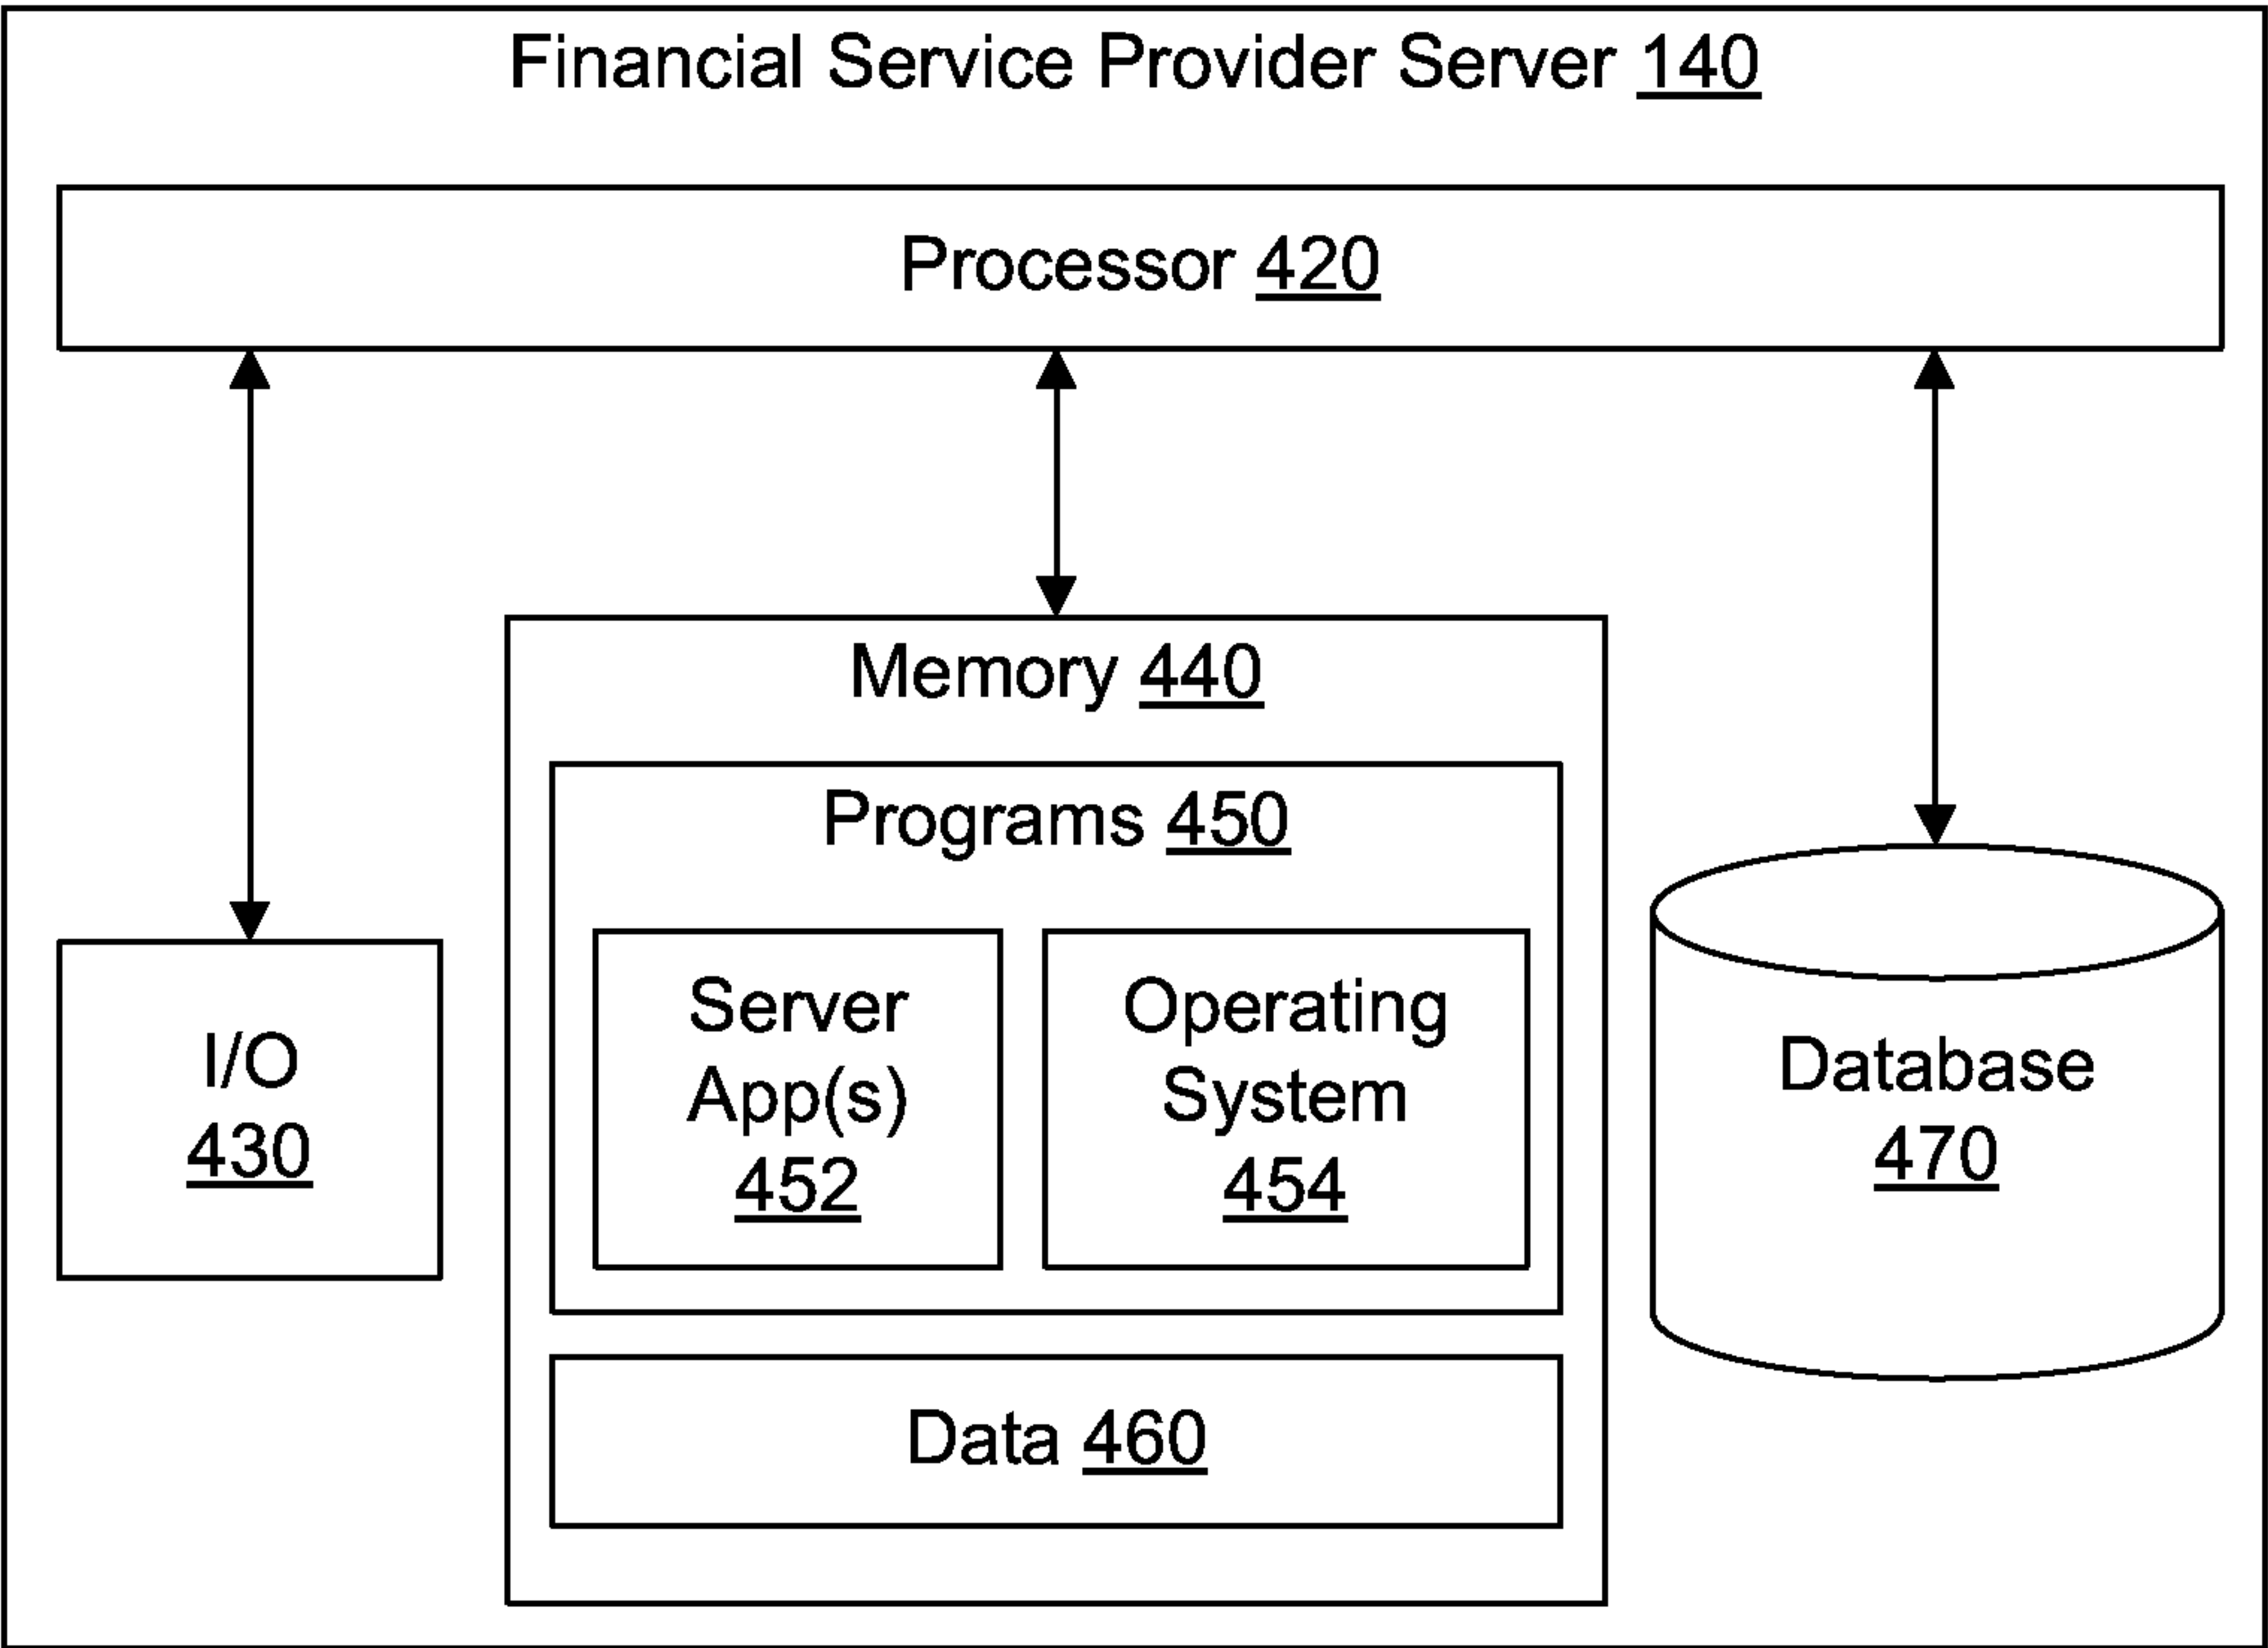 Financial Service Provider Server 140
Processor 420
Memory 440
Programs 450
Server
App(s)
452
Operating
System
454
Data 460
I/O
430
Database
470